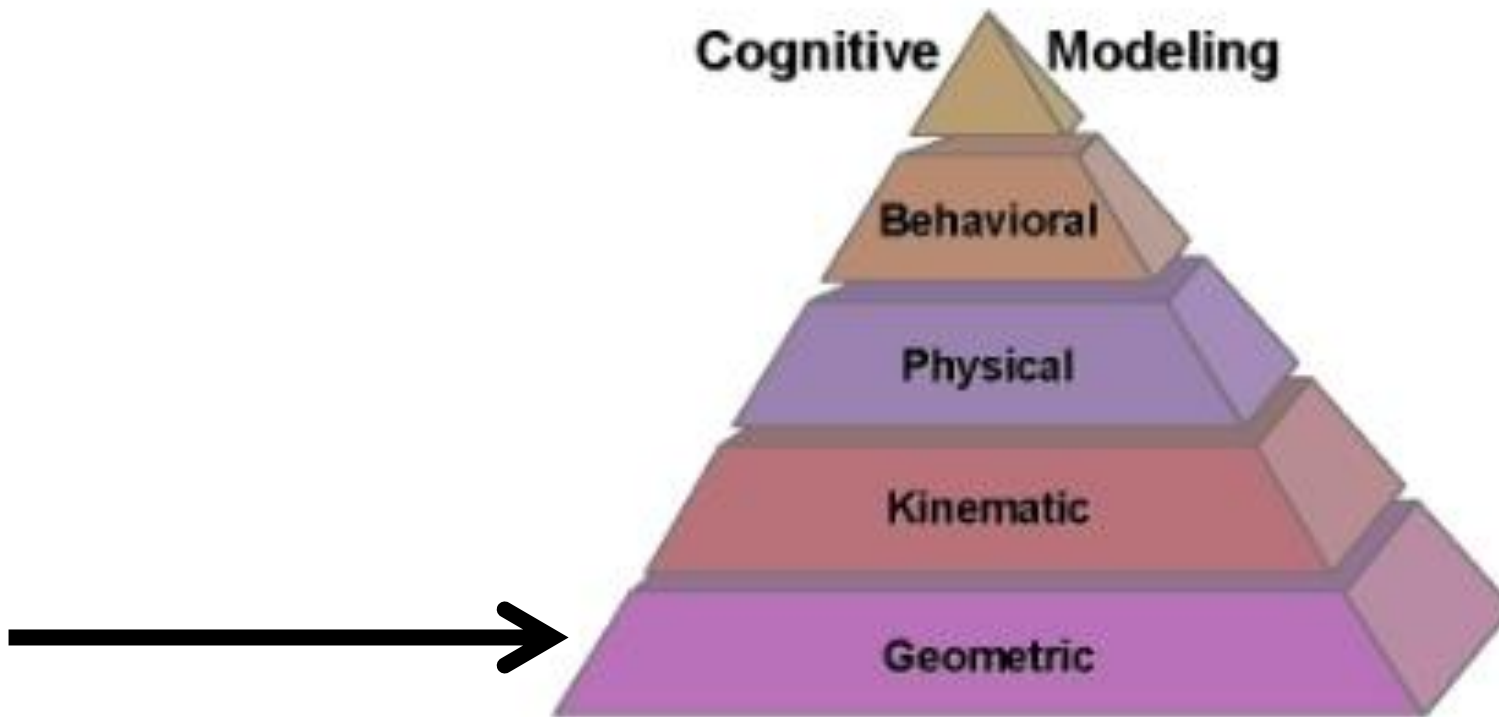 Cognitive Modeling
Behavioral
Physical
Kinematic
Geometric